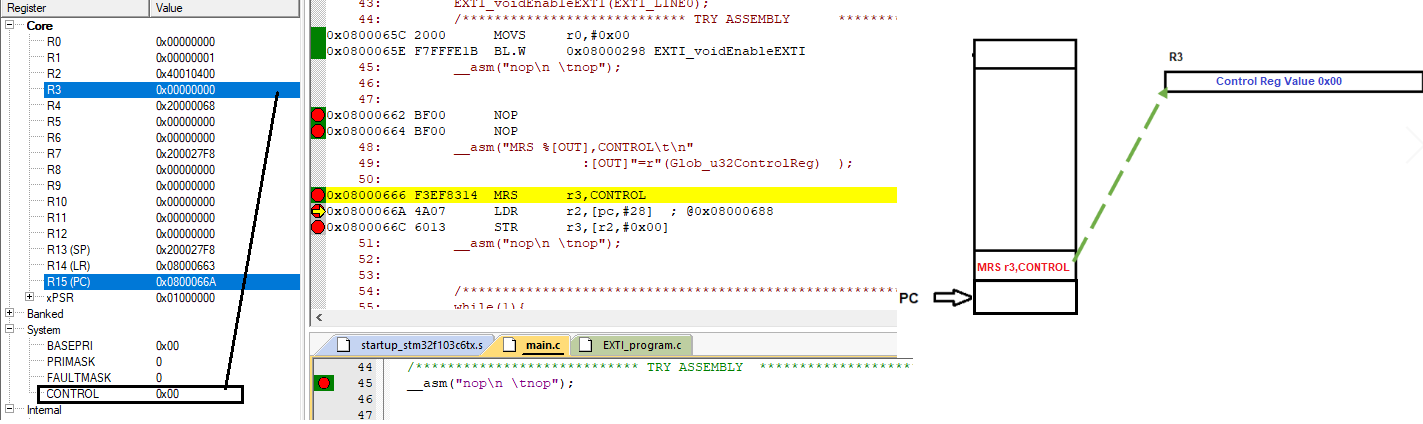 Register Value
Core
R0 0x00000000
R1 0x00000001
R2 0x40010400
R3 0x00000000
R4 0x20000068
R5 0x00000000
R6 0x00000000
R7 0x200027F8
R8 0x00000000
R9 0x00000000
R10 0x00000000
R11 0x00000000
R12 0x00000000
R13 (SP) 0x200027F8
R14 (LR) 0x08000663
R15 (PC) 0x0800066A
xPSR 0x01000000
Banked
System
BASEPRI 0x00
PRIMASK 0
FAULTMASK 0
CONTROL 0x00
Internal
43: EXTI_voidEnableEXTI(EXTI_LINE0);
44: /**************************** TRY ASSEMBLY *******
0x0800065C 2000 MOVS r0,#0x00
0x0800065E F7FFFE1B BL.W 0x08000298 EXTI_voidEnableEXTI
45: __asm("nop\n \tnop");
46:
47:
0x08000662 BF00 NOP
0x08000664 BF00 NOP
48: __asm("MRS %[OUT],CONTROL\t\n"
49: :[OUT]"=r"(Glob_u32ControlReg) );
50:
0x08000666 F3EF8314 MRS r3,CONTROL
0x0800066A 4A07 LDR r2,[pc,#28] ; @0x08000688
0x0800066C 6013 STR r3,[r2,#0x00]
51: __asm("nop\n \tnop");
52:
53:
54: /*******************************************************
55: while(1){
startup_stm32f103c6tx.s main.c EXTI_program.c
44 /**************************** TRY ASSEMBLY *********************
45 __asm("nop\n \tnop");
46
47
R3
Control Reg Value 0x00
MRS r3,CONTROL
PC